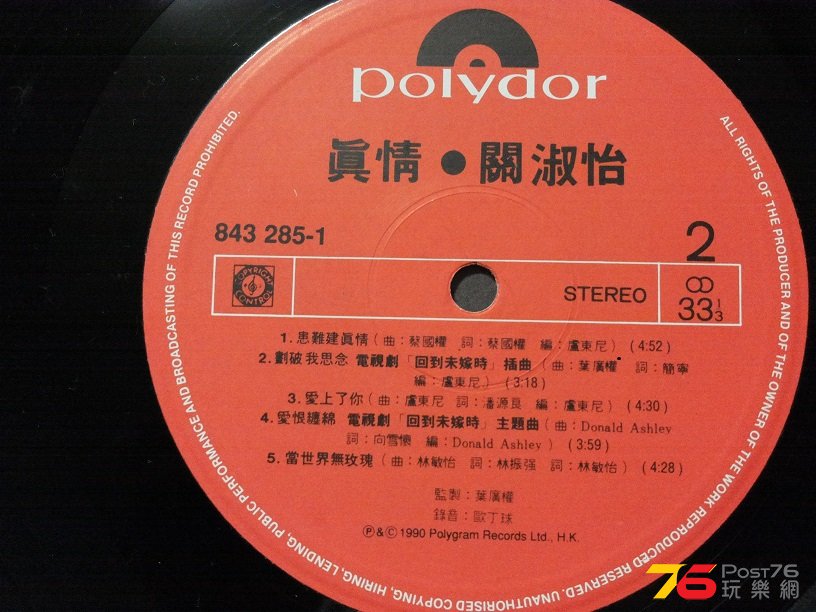 polydor
眞情●關淑怡
843 285-1
2
COPYRIGHT CONTROL
STEREO
33 1/3
1. 患難建眞情(曲：蔡國權 詞：蔡國權 編：盧東尼)(4:52)
2. 劃破我思念 電視劇「回到未嫁時」插曲(曲：葉廣權 詞：簡寧
編：盧東尼)(3:18)
3. 愛上了你(曲：盧東尼 詞：潘源良 編：盧東尼)(4:30)
4. 愛恨纏綿 電視劇「回到未嫁時」主題曲(曲：Donald Ashley
詞：向雪懷 編：Donald Ashley)(3:59)
5. 當世界無玫瑰(曲：林敏怡 詞：林振强 詞：林敏怡)(4:28)
監製：葉廣權
錄音：歐丁球
Ⓟ&Ⓒ1990 Polygram Records Ltd., H.K.
ALL RIGHTS OF THE PRODUCER AND OF THE OWNER OF THE WORK REPRODUCED RESERVED. UNAUTHORISED COPYING, HIRING, LENDING, PUBLIC PERFORMANCE AND BROADCASTING OF THIS RECORD PROHIBITED.
76 Post76
玩樂網